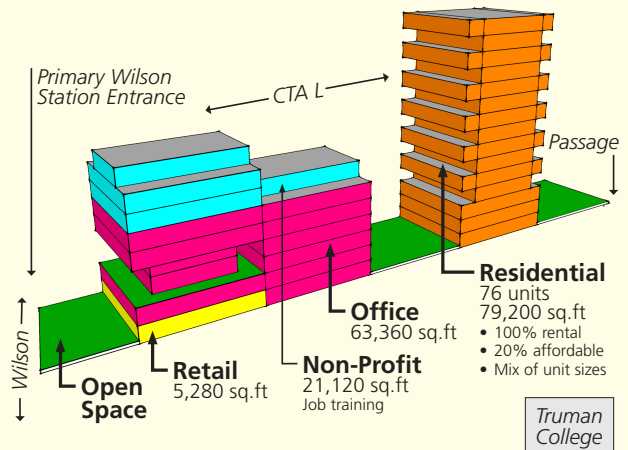 Primary Wilson
Station Entrance
CTA L
Passage
Wilson
Open
Space
Retail
5,280 sq.ft
Non-Profit
21,120 sq.ft
Job training
Office
63,360 sq.ft
Residential
76 units
79,200 sq.ft
• 100% rental
• 20% affordable
• Mix of unit sizes
Truman
College